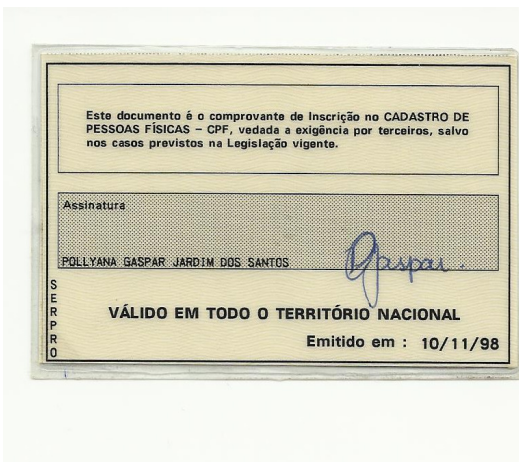 Este documento é o comprovante de Inscrição no CADASTRO DE
PESSOAS FÍSICAS – CPF, vedada a exigência por terceiros, salvo
nos casos previstos na Legislação vigente.
Assinatura
POLLYANA GASPAR JARDIM DOS SANTOS
Gaspar.
SERPRO
VÁLIDO EM TODO O TERRITÓRIO NACIONAL
Emitido em : 10/11/98